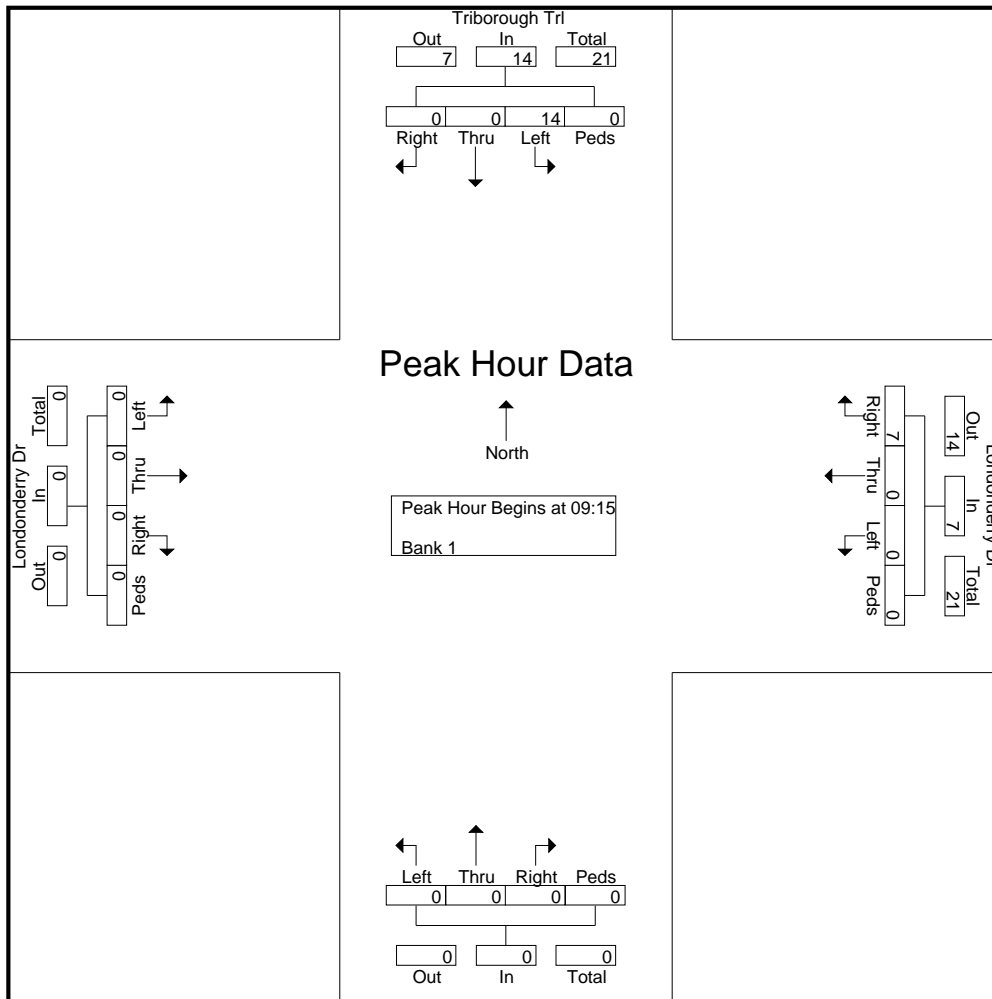 Triborough Trl
Out In Total
7 14 21
0 0 14 0
Right Thru Left Peds
Peak Hour Data
North
Peak Hour Begins at 09:15
Bank 1
Londonderry Dr
Out In Total
0 0 0
Left Thru Right Peds
0 0 0 0
Londonderry Dr
Out In Total
14 7 21
Right Thru Left Peds
7 0 0 0
Left Thru Right Peds
0 0 0 0
0 0 0
Out In Total